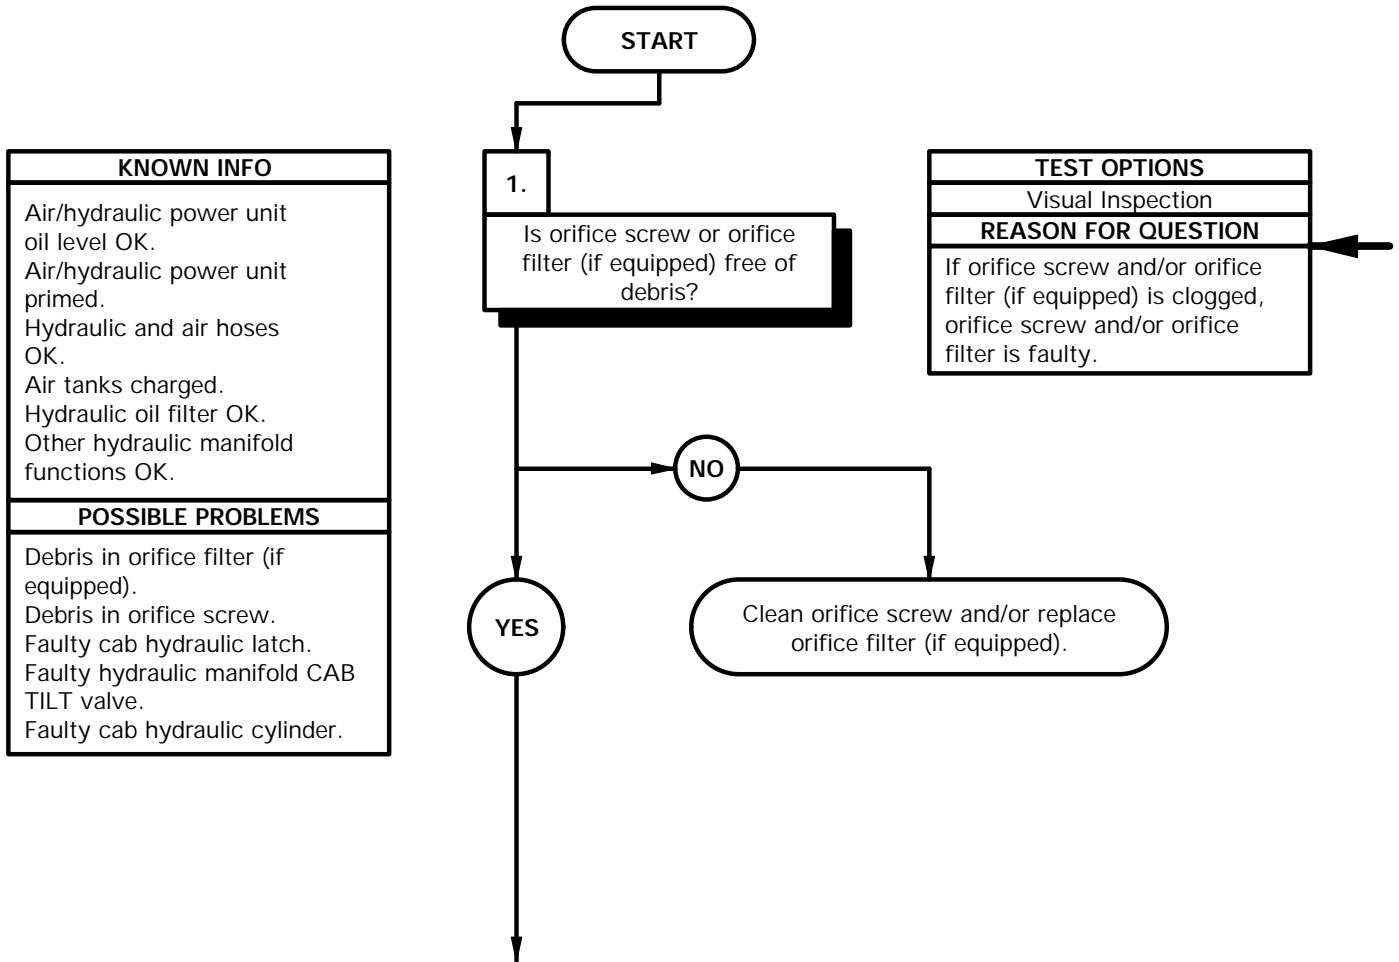 START
KNOWN INFO
Air/hydraulic power unit
oil level OK.
Air/hydraulic power unit
primed.
Hydraulic and air hoses
OK.
Air tanks charged.
Hydraulic oil filter OK.
Other hydraulic manifold
functions OK.
POSSIBLE PROBLEMS
Debris in orifice filter (if
equipped).
Debris in orifice screw.
Faulty cab hydraulic latch.
Faulty hydraulic manifold CAB
TILT valve.
Faulty cab hydraulic cylinder.
1.
Is orifice screw or orifice
filter (if equipped) free of
debris?
TEST OPTIONS
Visual Inspection
REASON FOR QUESTION
If orifice screw and/or orifice
filter (if equipped) is clogged,
orifice screw and/or orifice
filter is faulty.
NO
YES
Clean orifice screw and/or replace
orifice filter (if equipped).